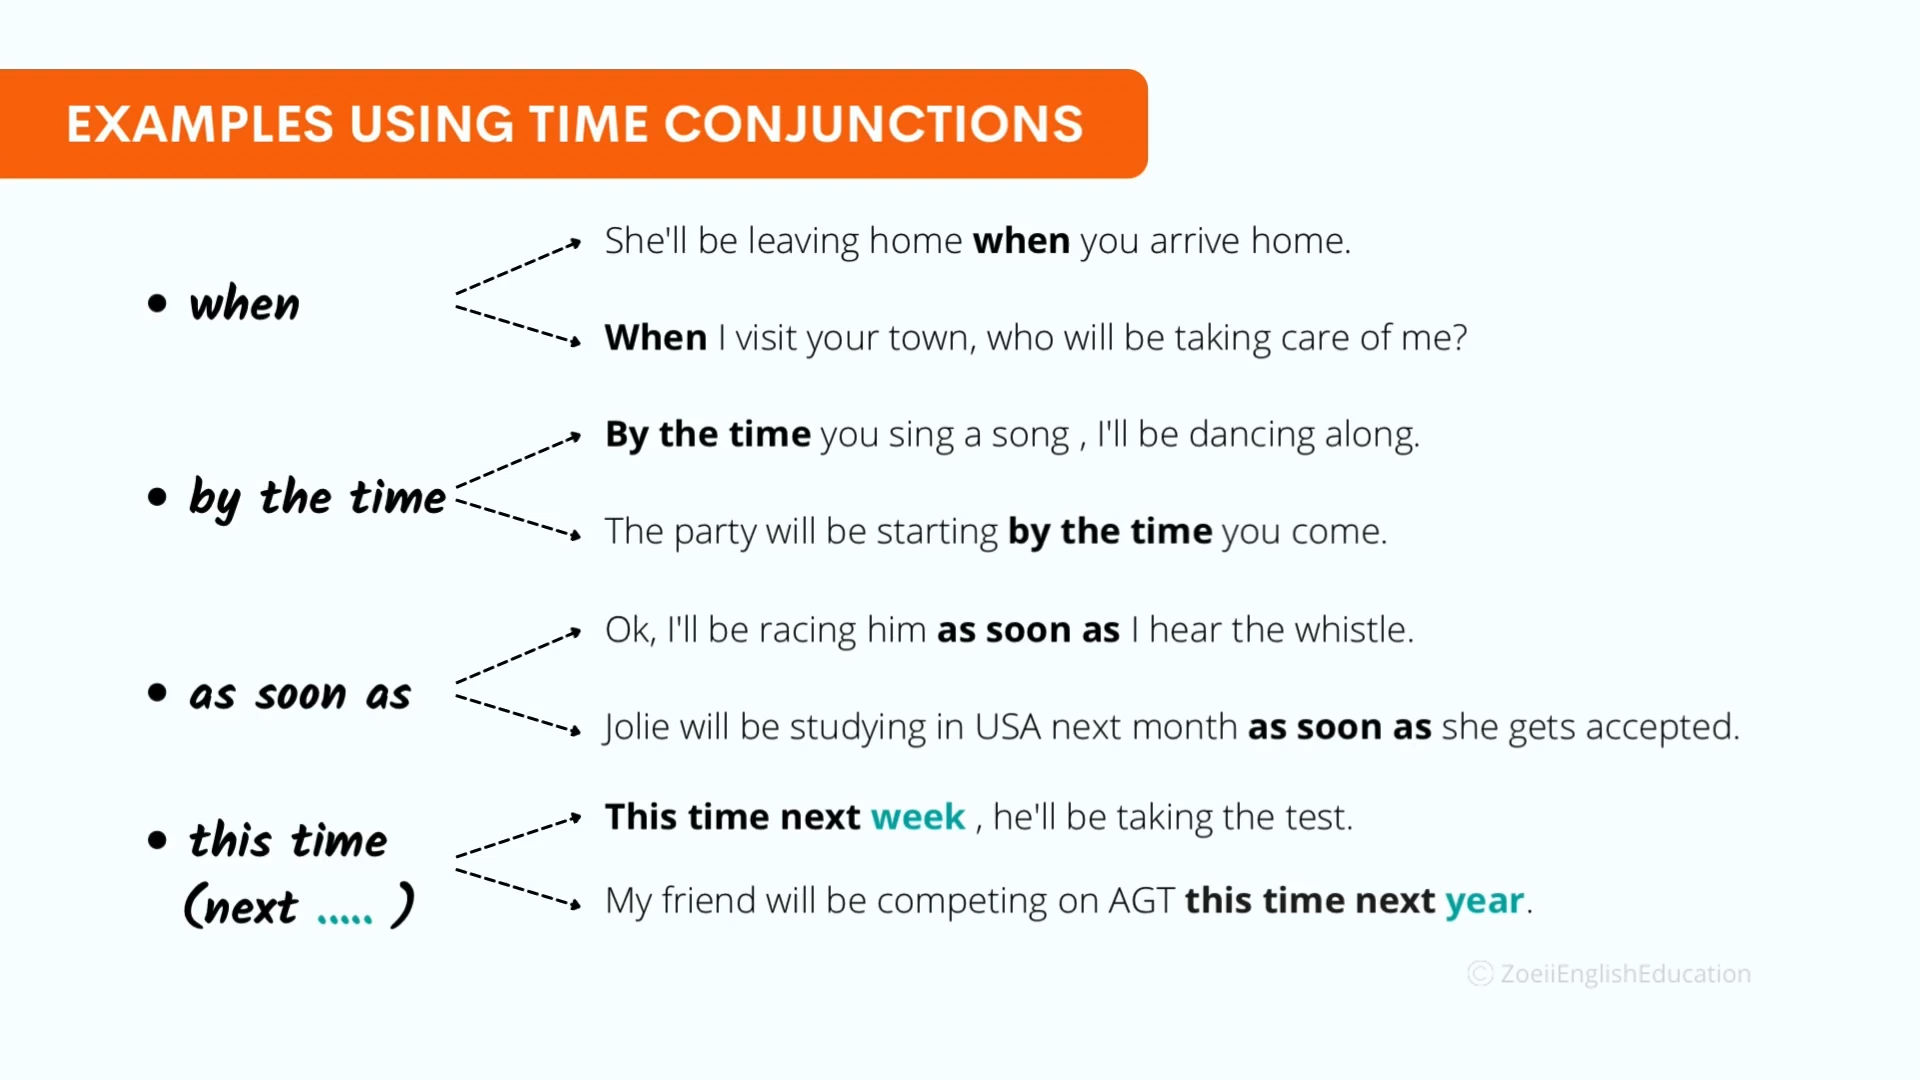 EXAMPLES USING TIME CONJUNCTIONS
• when
She'll be leaving home when you arrive home.
When I visit your town, who will be taking care of me?
• by the time
By the time you sing a song , I'll be dancing along.
The party will be starting by the time you come.
• as soon as
Ok, I'll be racing him as soon as I hear the whistle.
Jolie will be studying in USA next month as soon as she gets accepted.
• this time
(next ..... )
This time next week , he'll be taking the test.
My friend will be competing on AGT this time next year.
© ZoeiiEnglishEducation